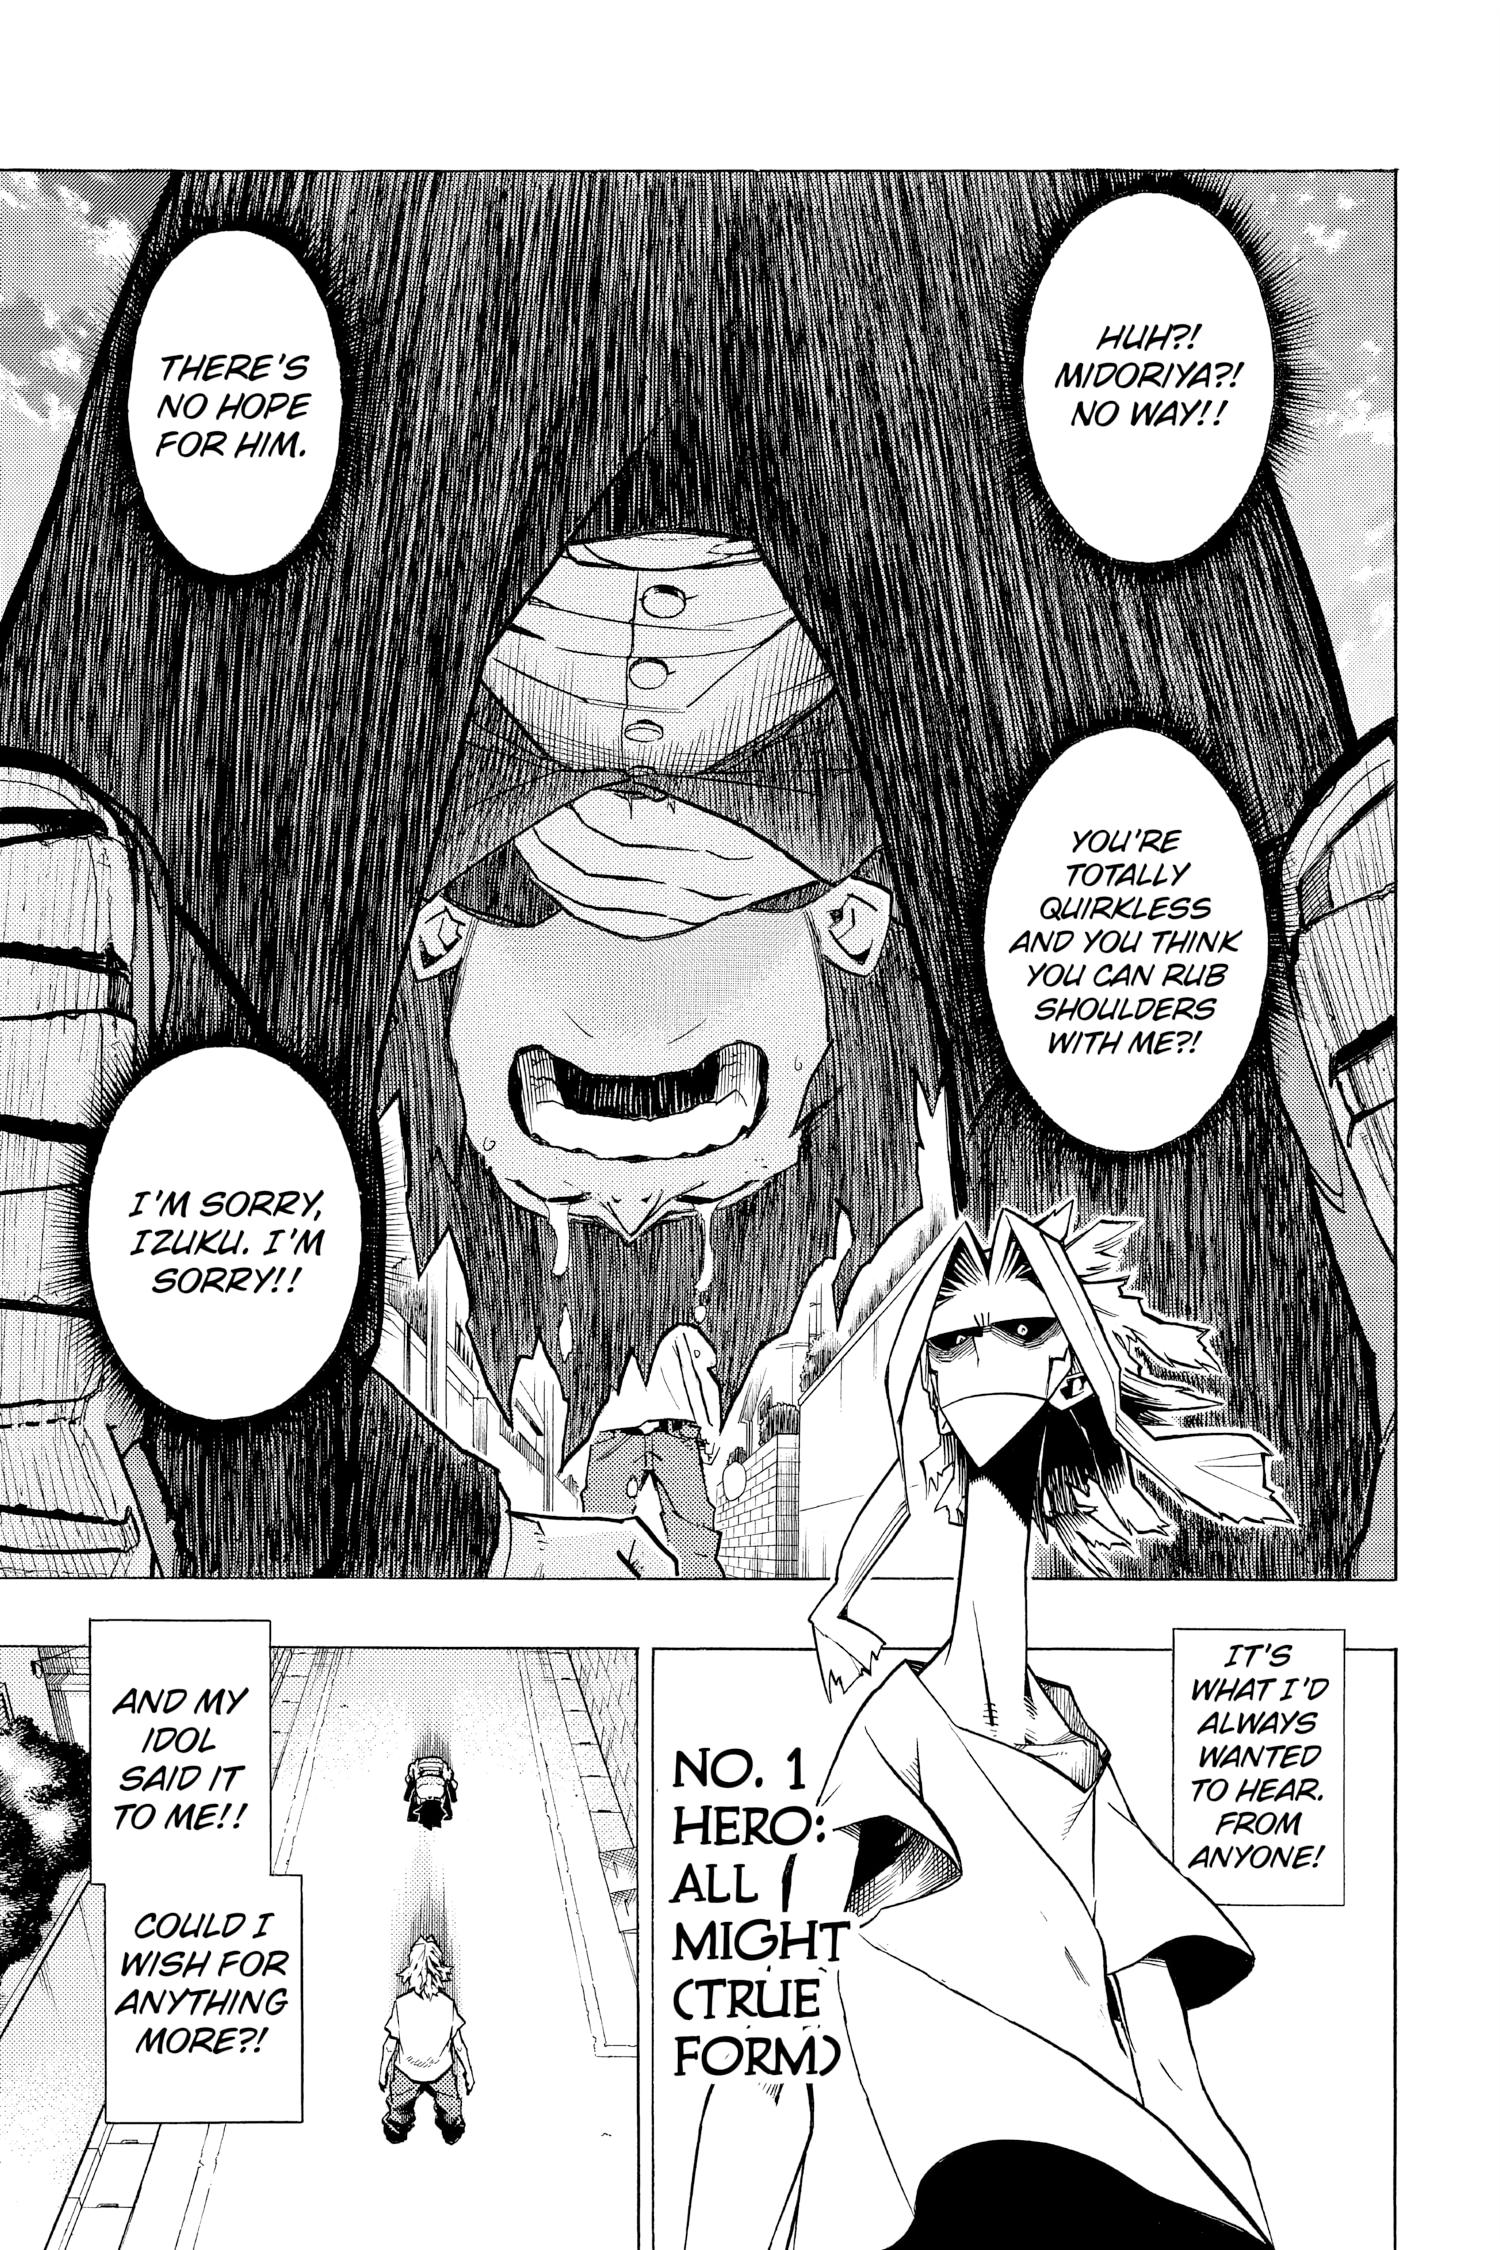 HUH?!
MIDORIYA?!
NO WAY!!
THERE'S
NO HOPE
FOR HIM.
YOU'RE
TOTALLY
QUIRKLESS
AND YOU THINK
YOU CAN RUB
SHOULDERS
WITH ME?!
I'M SORRY,
IZUKU. I'M
SORRY!!
IT'S
WHAT I'D
ALWAYS
WANTED
TO HEAR.
FROM
ANYONE!
NO. 1
HERO:
ALL
MIGHT
(TRUE
FORM)
AND MY
IDOL
SAID IT
TO ME!!
COULD I
WISH FOR
ANYTHING
MORE?!